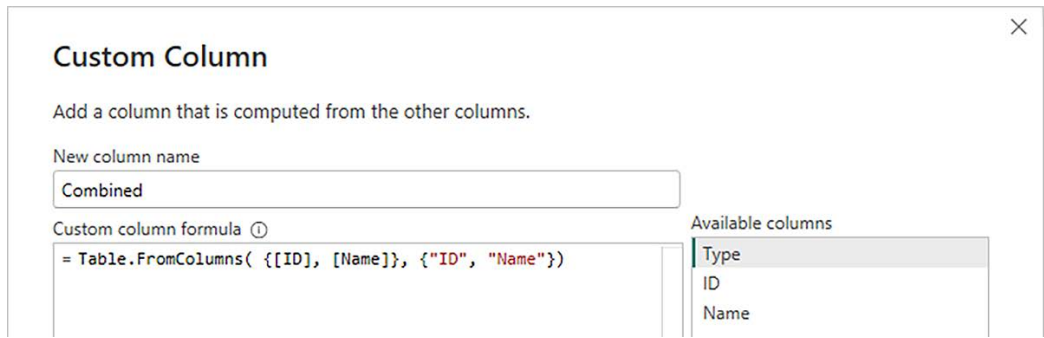 Custom Column
Add a column that is computed from the other columns.
New column name
Combined
Custom column formula
Available columns
= Table.FromColumns( {[ID], [Name]}, {"ID", "Name"})
Type
ID
Name